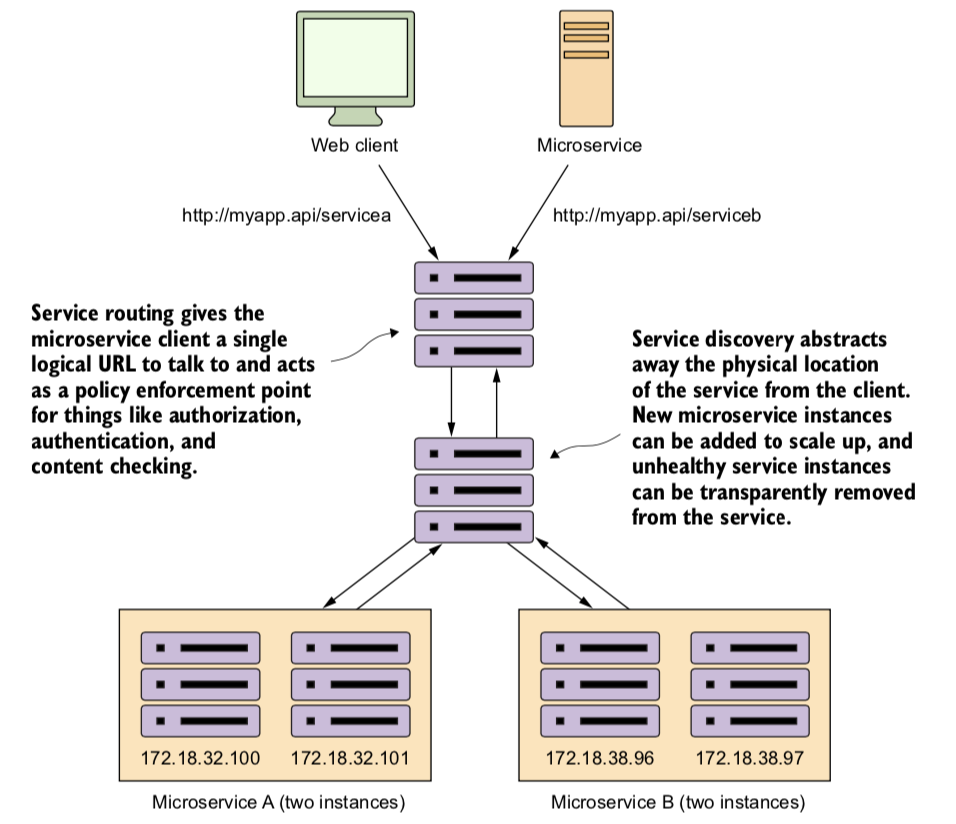 Web client
Microservice
http://myapp.api/servicea
http://myapp.api/serviceb
Service routing gives the
microservice client a single
logical URL to talk to and acts
as a policy enforcement point
for things like authorization,
authentication, and
content checking.
Service discovery abstracts
away the physical location
of the service from the client.
New microservice instances
can be added to scale up, and
unhealthy service instances
can be transparently removed
from the service.
172.18.32.100
172.18.32.101
172.18.38.96
172.18.38.97
Microservice A (two instances)
Microservice B (two instances)